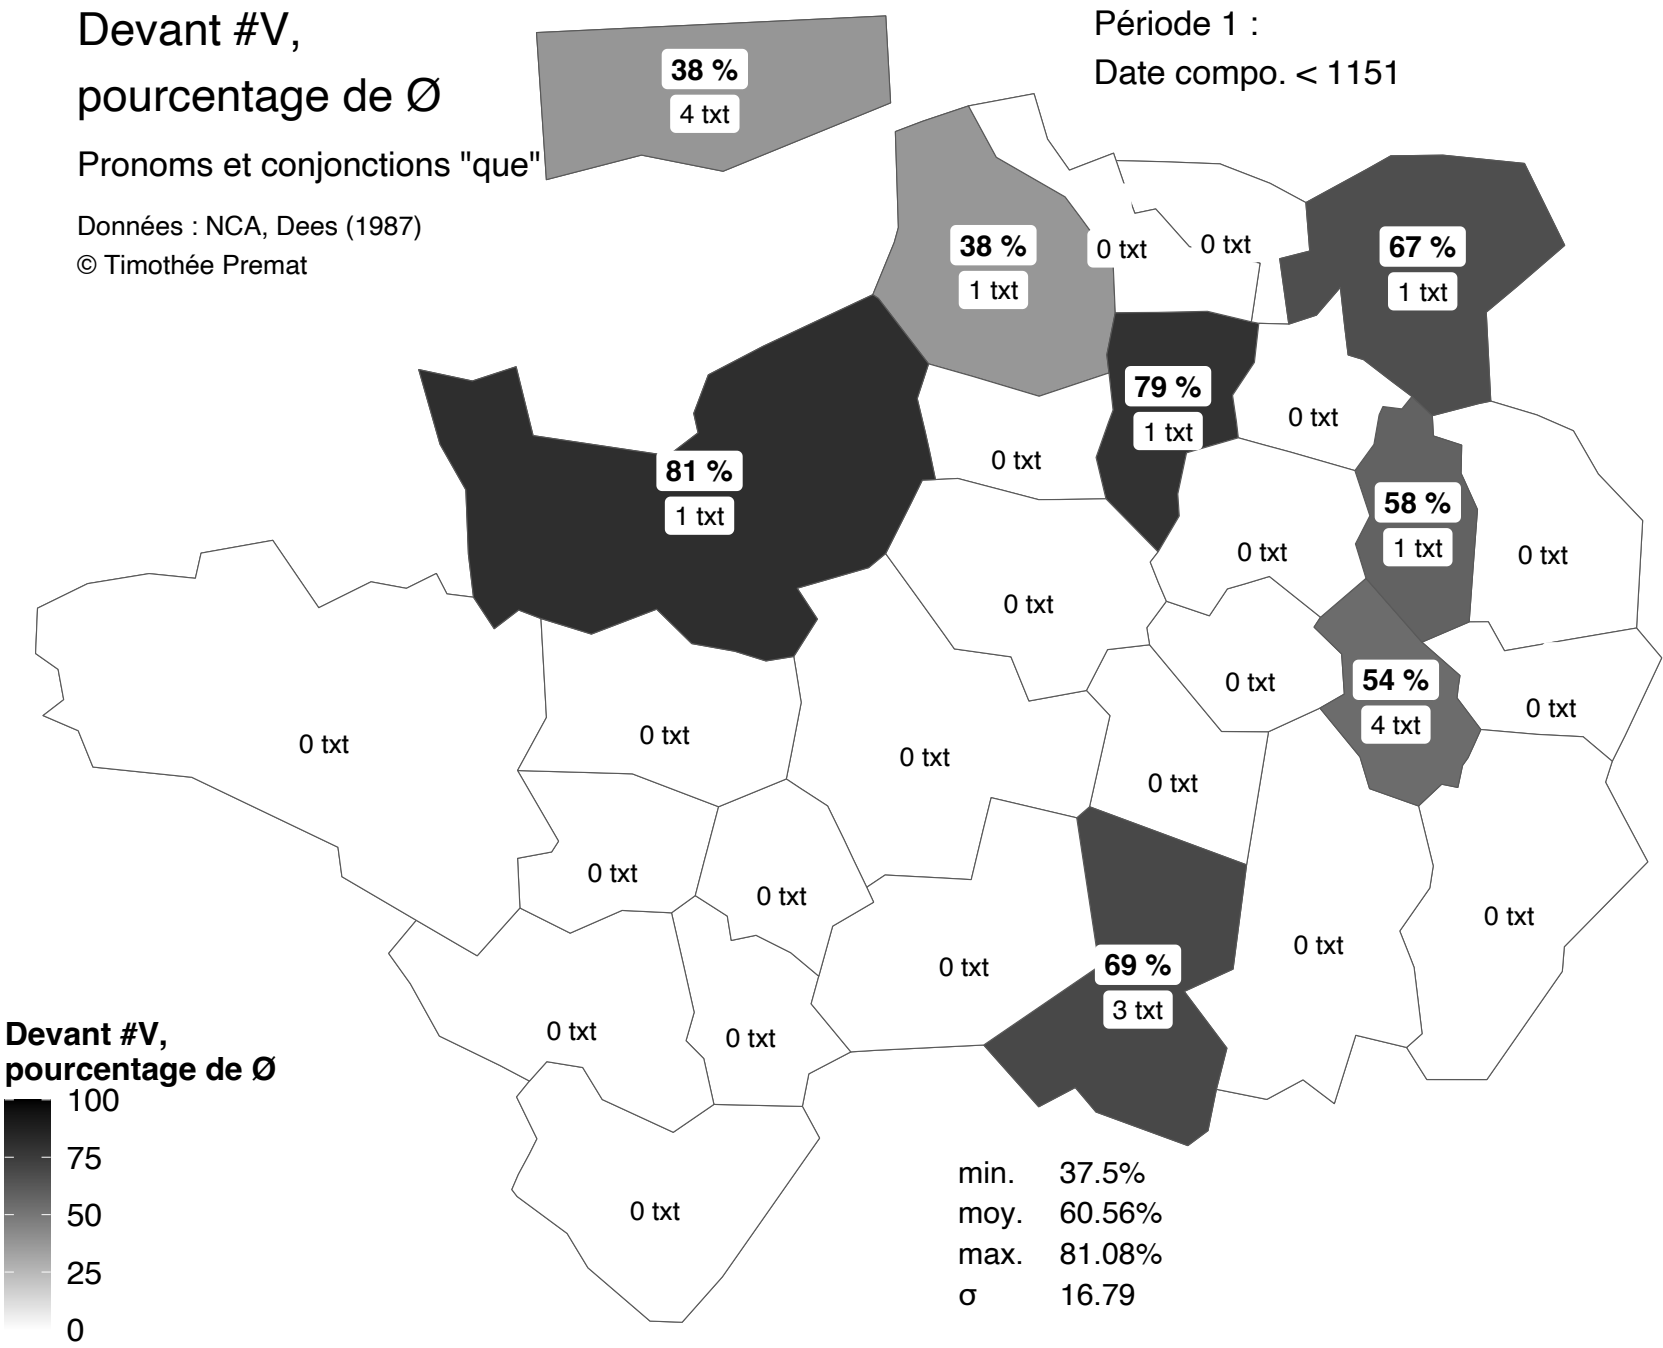 Devant #V,
pourcentage de Ø
Pronoms et conjonctions "que"
Données : NCA, Dees (1987)
© Timothée Premat
Période 1 :
Date compo. < 1151
38 %
4 txt
38 %
1 txt
0 txt
0 txt
67 %
1 txt
79 %
1 txt
0 txt
81 %
1 txt
0 txt
58 %
1 txt
0 txt
0 txt
0 txt
0 txt
54 %
4 txt
0 txt
0 txt
0 txt
0 txt
0 txt
0 txt
0 txt
0 txt
0 txt
0 txt
69 %
3 txt
0 txt
0 txt
0 txt
0 txt
Devant #V,
pourcentage de Ø
100
75
50
25
0
min. 37.5%
moy. 60.56%
max. 81.08%
σ 16.79